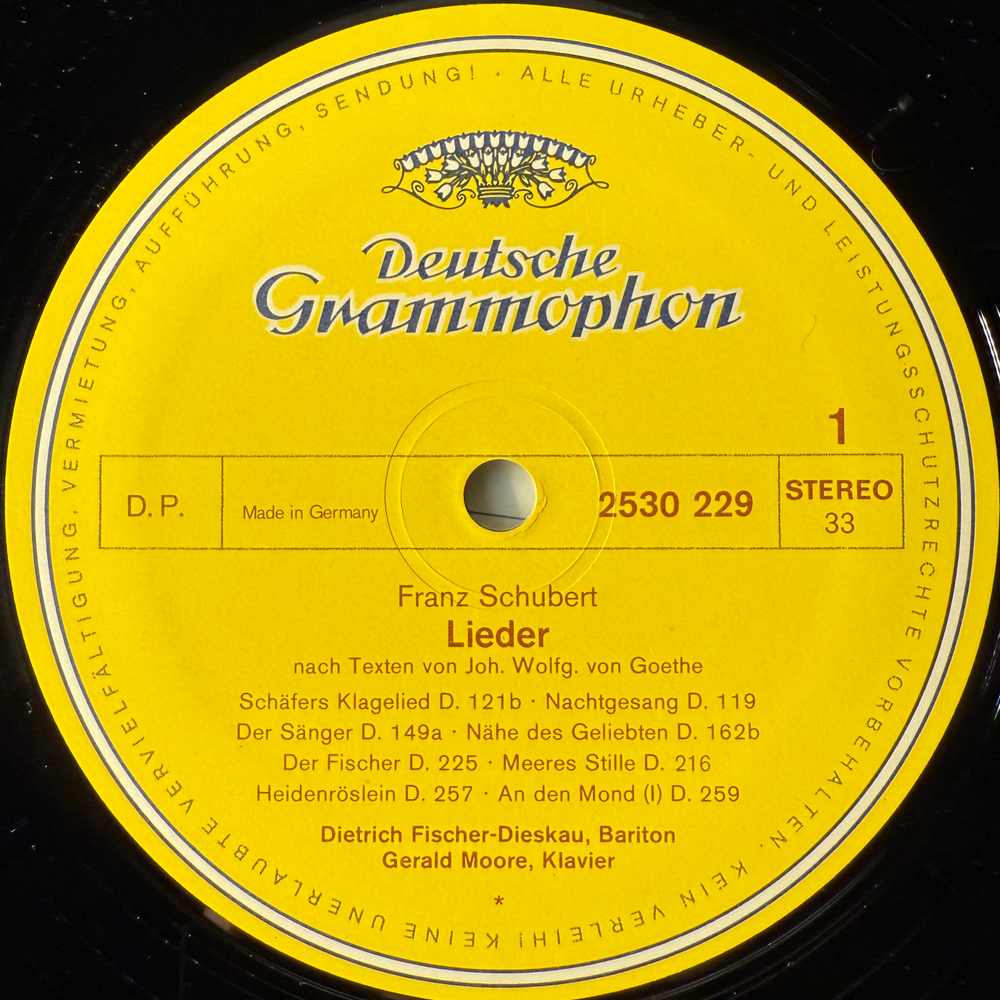 ALLE URHEBER- UND LEISTUNGSSCHUTZRECHTE VORBEHALTEN. KEIN VERLEIH! KEINE UNERLAUBTE VERVIELFÄLTIGUNG, VERMIETUNG, AUFFÜHRUNG, SENDUNG! ·
Deutsche
Grammophon
1
D. P.
Made in Germany
2530 229
STEREO
33
Franz Schubert
Lieder
nach Texten von Joh. Wolfg. von Goethe
Schäfers Klagelied D. 121b · Nachtgesang D. 119
Der Sänger D. 149a · Nähe des Geliebten D. 162b
Der Fischer D. 225 · Meeres Stille D. 216
Heidenröslein D. 257 · An den Mond (I) D. 259
Dietrich Fischer-Dieskau, Bariton
Gerald Moore, Klavier
*